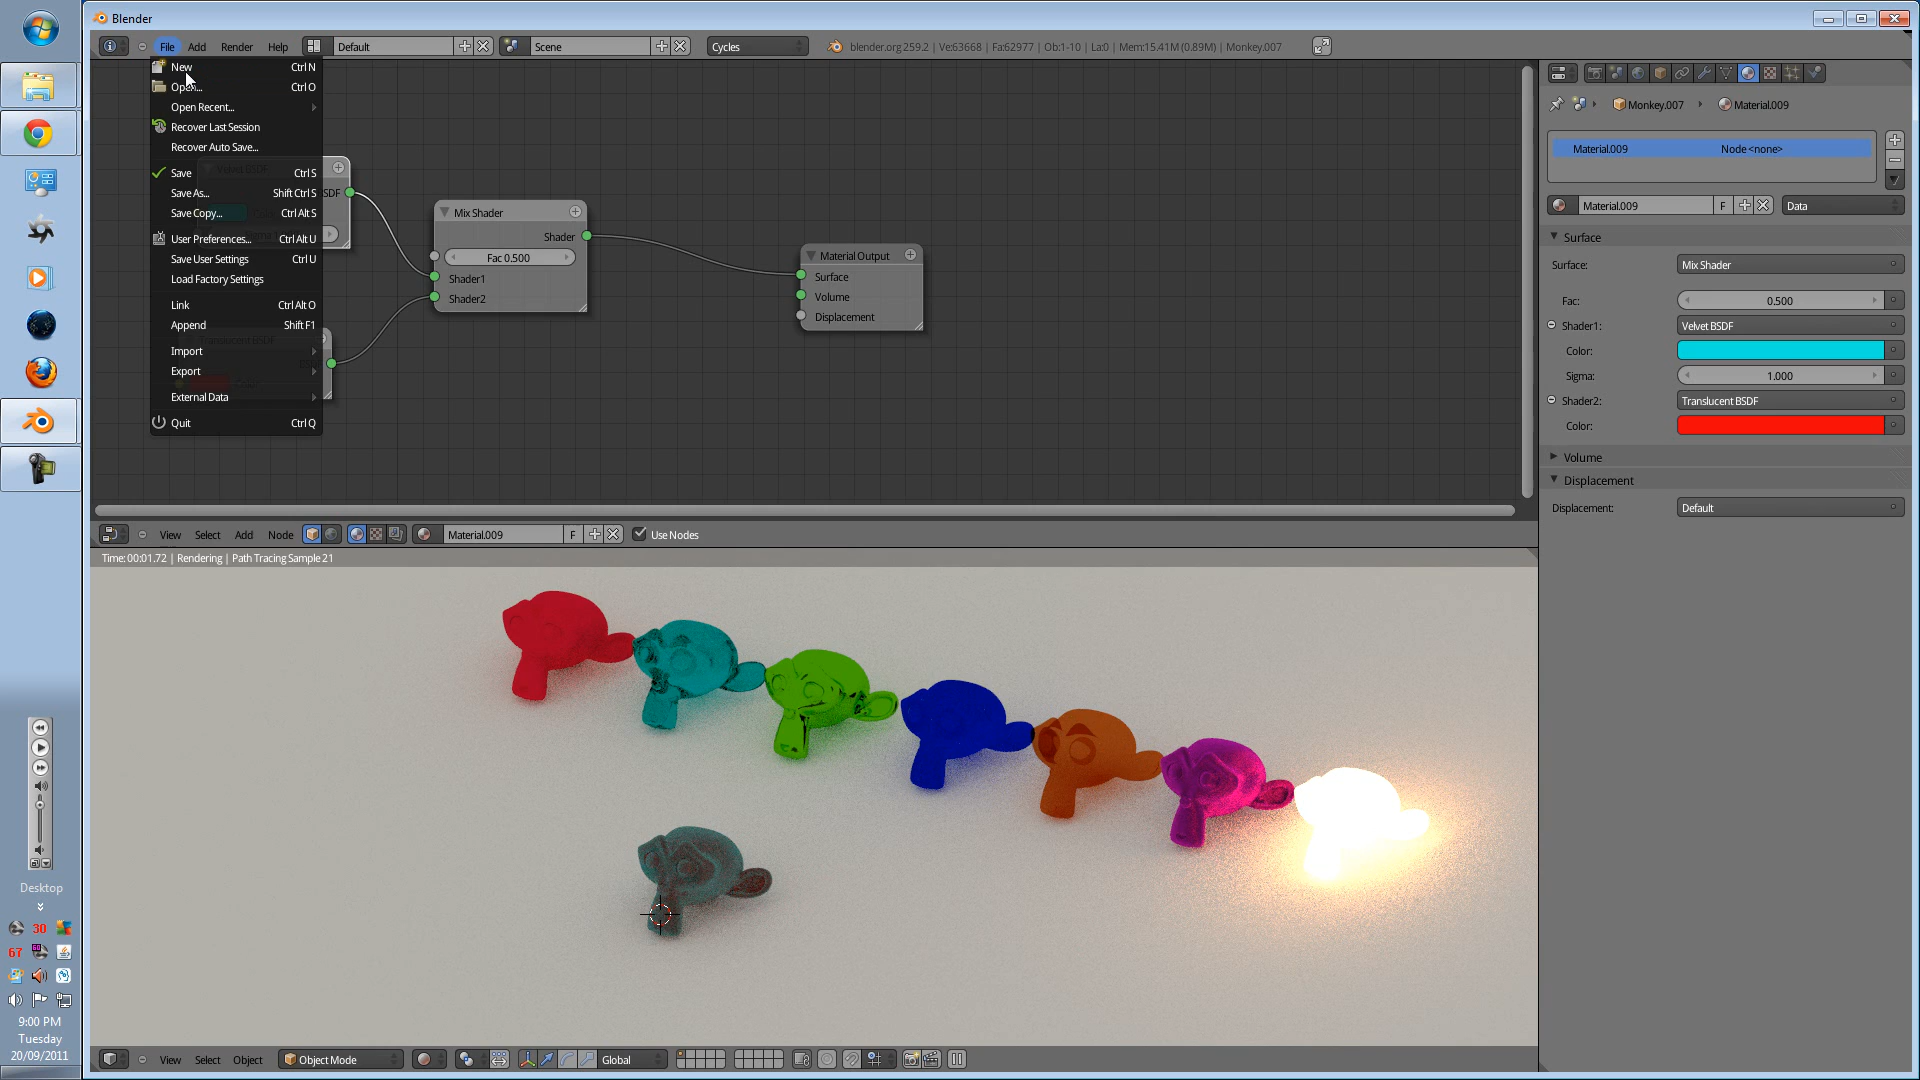 Blender
File Add Render Help Default Scene Cycles blender.org 259.2 | Ve:63668 | Fa:62977 | Ob:1-10 | La:0 | Mem:15.41M (0.89M) | Monkey.007
New Ctrl N
Open... Ctrl O
Open Recent...
Recover Last Session
Recover Auto Save...
Save Ctrl S
Save As... Shift Ctrl S
Save Copy... Ctrl Alt S
User Preferences... Ctrl Alt U
Save User Settings Ctrl U
Load Factory Settings
Link Ctrl Alt O
Append Shift F1
Import
Export
External Data
Quit Ctrl Q
Velvet BSDF
SDF
Translucent BSDF
Mix Shader
Shader
Fac 0.500
Shader1
Shader2
Material Output
Surface
Volume
Displacement
Monkey.007 Material.009
Material.009 Node <none>
Material.009 F Data
Surface
Surface: Mix Shader
Fac: 0.500
Shader1: Velvet BSDF
Color:
Sigma: 1.000
Shader2: Translucent BSDF
Color:
Volume
Displacement
Displacement: Default
View Select Add Node Material.009 F Use Nodes
Time:00:01.72 | Rendering | Path Tracing Sample 21
View Select Object Object Mode Global
Desktop
30
67
9:00 PM
Tuesday
20/09/2011